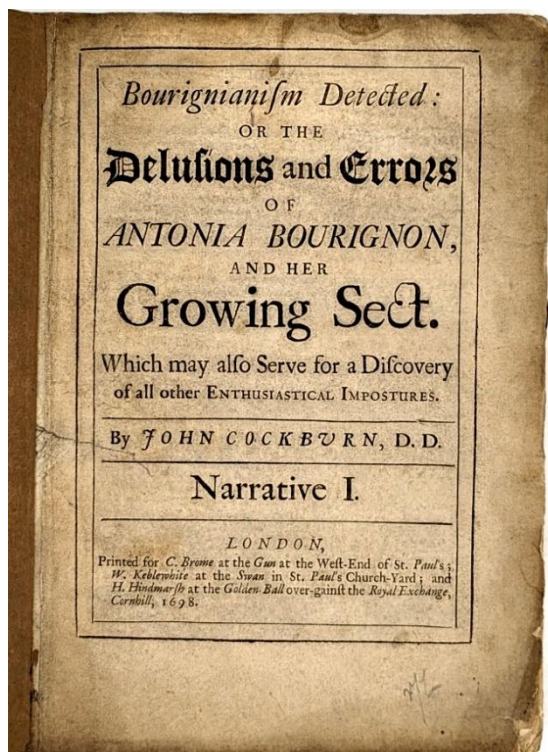 Bourignianiſm Detected:
OR THE
Deluſions and Errors
OF
ANTONIA BOURIGNON,
AND HER
Growing Sect.
Which may alſo Serve for a Diſcovery
of all other ENTHUSIASTICAL IMPOSTURES.
By JOHN COCKBURN, D. D.
Narrative I.
LONDON,
Printed for C. Brome at the Gun at the Weſt-End of St. Paul's;
W. Keblewhite at the Swan in St. Paul's Church-Yard; and
H. Hindmarſh at the Golden-Ball over-gainſt the Royal Exchange,
Cornhill, 1698.